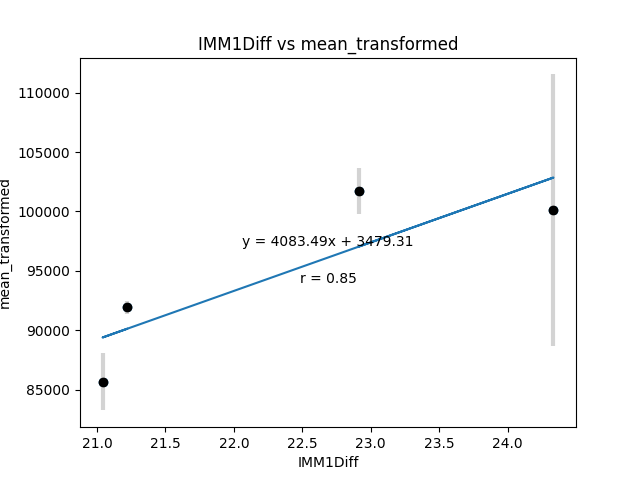 IMM1Diff vs mean_transformed
110000
105000
100000
95000
90000
85000
mean_transformed
y = 4083.49x + 3479.31
r = 0.85
21.0 21.5 22.0 22.5 23.0 23.5 24.0
IMM1Diff